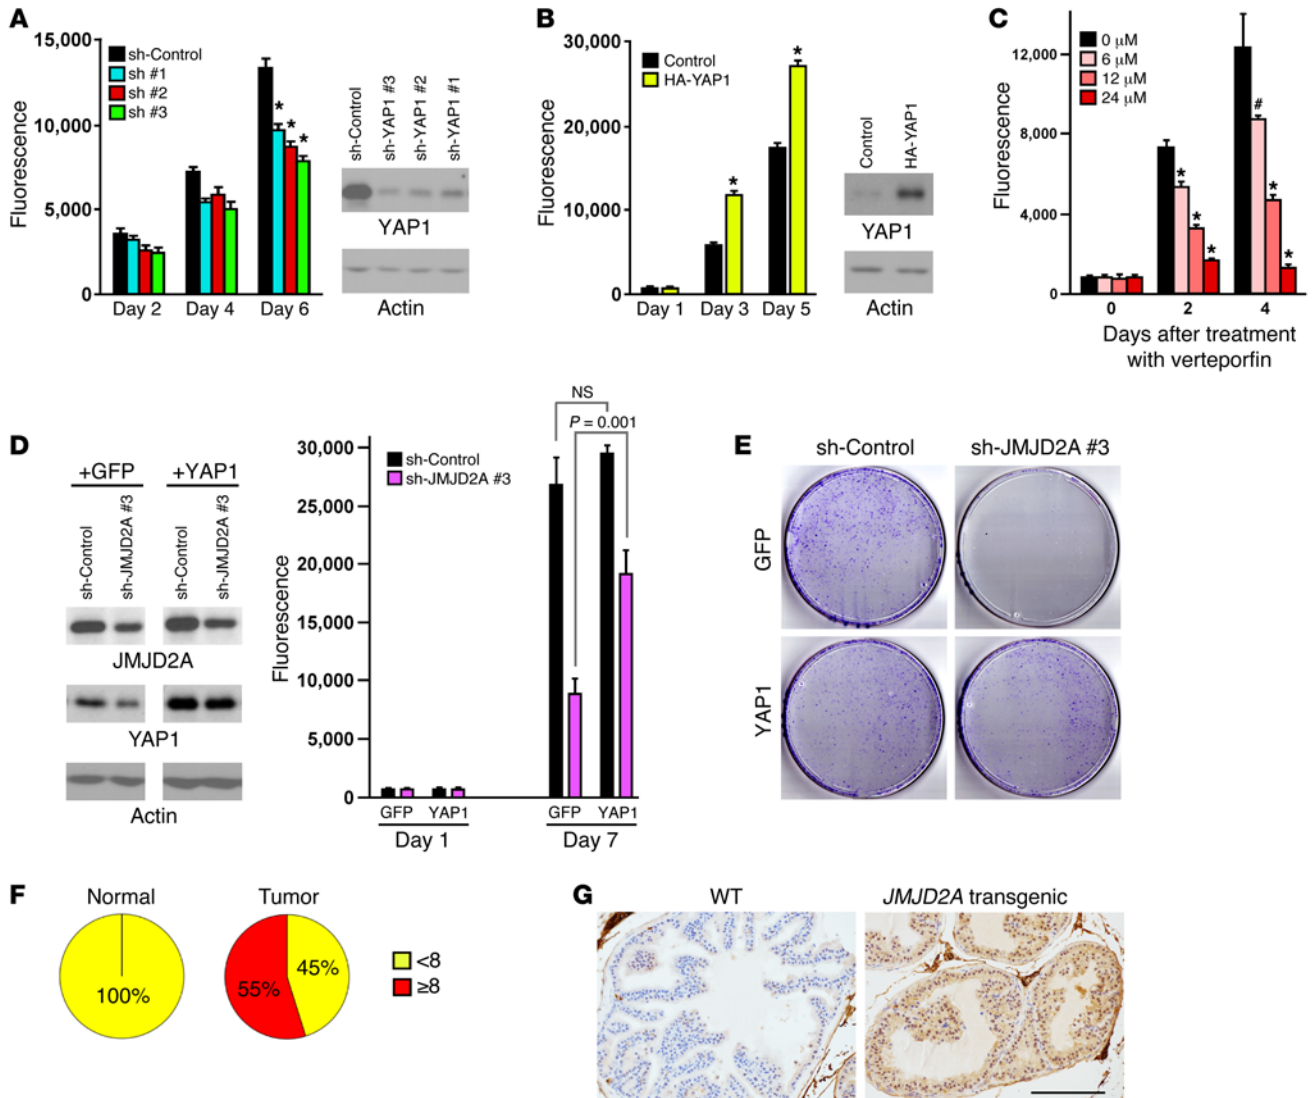 A
15,000
10,000
5,000
0
Fluorescence
sh-Control
sh #1
sh #2
sh #3
*
*
*
Day 2
Day 4
Day 6
sh-Control
sh-YAP1 #3
sh-YAP1 #2
sh-YAP1 #1
YAP1
Actin
B
30,000
20,000
10,000
0
Fluorescence
Control
HA-YAP1
*
*
Day 1
Day 3
Day 5
Control
HA-YAP1
YAP1
Actin
C
12,000
8,000
4,000
0
Fluorescence
0 μM
6 μM
12 μM
24 μM
*
*
*
#
*
*
0
2
4
Days after treatment
with verteporfin
D
+GFP
+YAP1
sh-Control
sh-JMJD2A #3
sh-Control
sh-JMJD2A #3
JMJD2A
YAP1
Actin
30,000
25,000
20,000
15,000
10,000
5,000
0
Fluorescence
sh-Control
sh-JMJD2A #3
NS
P = 0.001
GFP
YAP1
GFP
YAP1
Day 1
Day 7
E
sh-Control
sh-JMJD2A #3
GFP
YAP1
F
Normal
Tumor
100%
55%
45%
<8
≥8
G
WT
JMJD2A transgenic